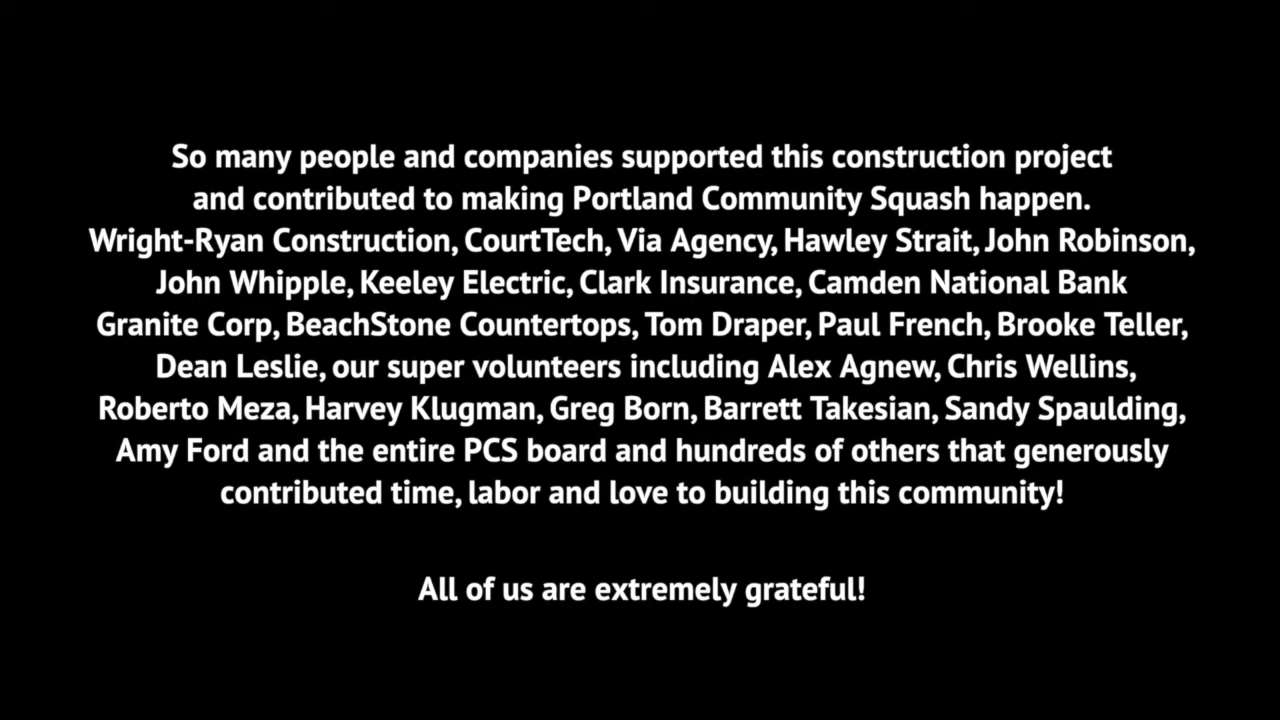 So many people and companies supported this construction project
and contributed to making Portland Community Squash happen.
Wright-Ryan Construction, CourtTech, Via Agency, Hawley Strait, John Robinson,
John Whipple, Keeley Electric, Clark Insurance, Camden National Bank
Granite Corp, BeachStone Countertops, Tom Draper, Paul French, Brooke Teller,
Dean Leslie, our super volunteers including Alex Agnew, Chris Wellins,
Roberto Meza, Harvey Klugman, Greg Born, Barrett Takesian, Sandy Spaulding,
Amy Ford and the entire PCS board and hundreds of others that generously
contributed time, labor and love to building this community!
All of us are extremely grateful!